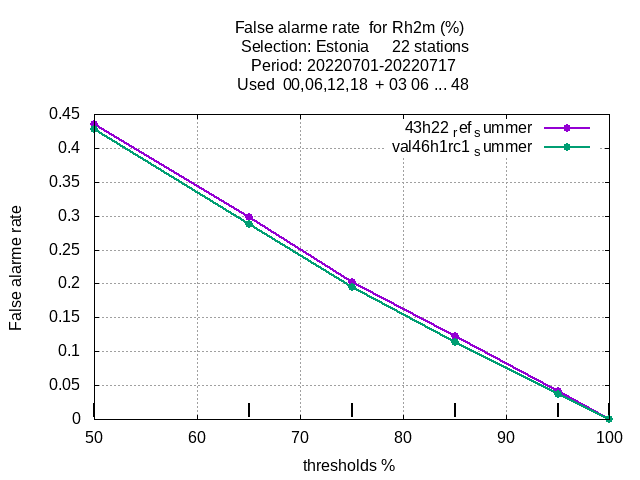 False alarme rate for Rh2m (%)
Selection: Estonia 22 stations
Period: 20220701-20220717
Used 00,06,12,18 + 03 06 ... 48
0.45
0.4
0.35
0.3
0.25
0.2
0.15
0.1
0.05
0
False alarme rate
43h22 ref summer
val46h1rc1 summer
50 60 70 80 90 100
thresholds %